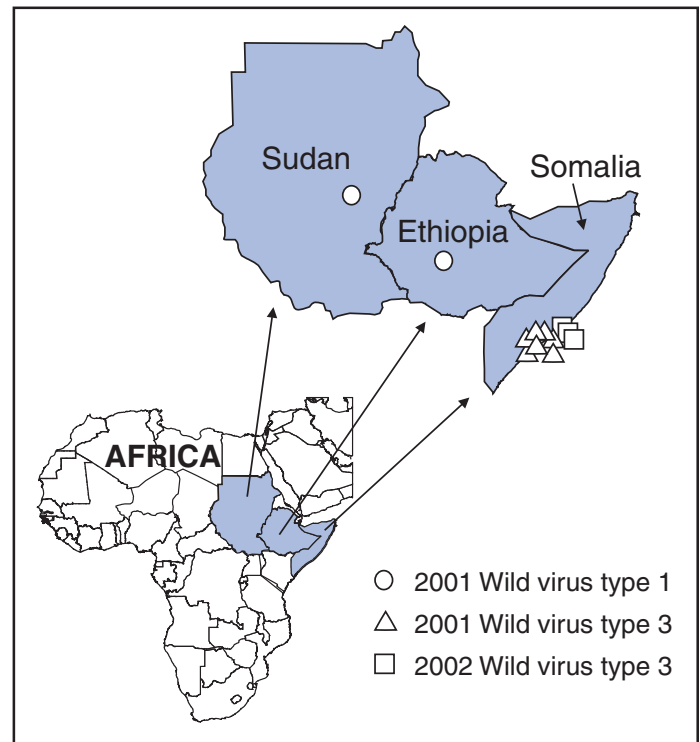 Sudan
Somalia
Ethiopia
AFRICA
2001 Wild virus type 1
2001 Wild virus type 3
2002 Wild virus type 3